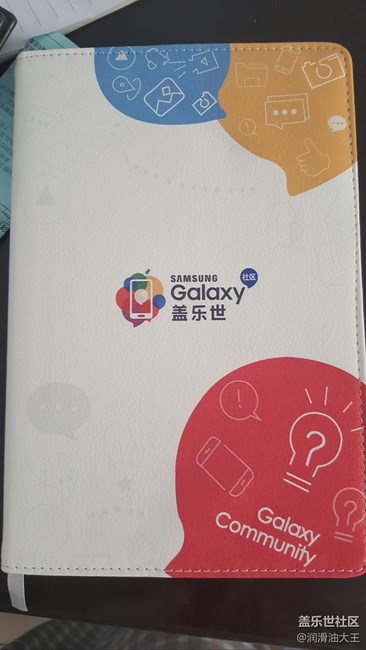 SAMSUNG
Galaxy 社区
盖乐世
?
?
Galaxy
Community
盖乐世社区
@润滑油大王